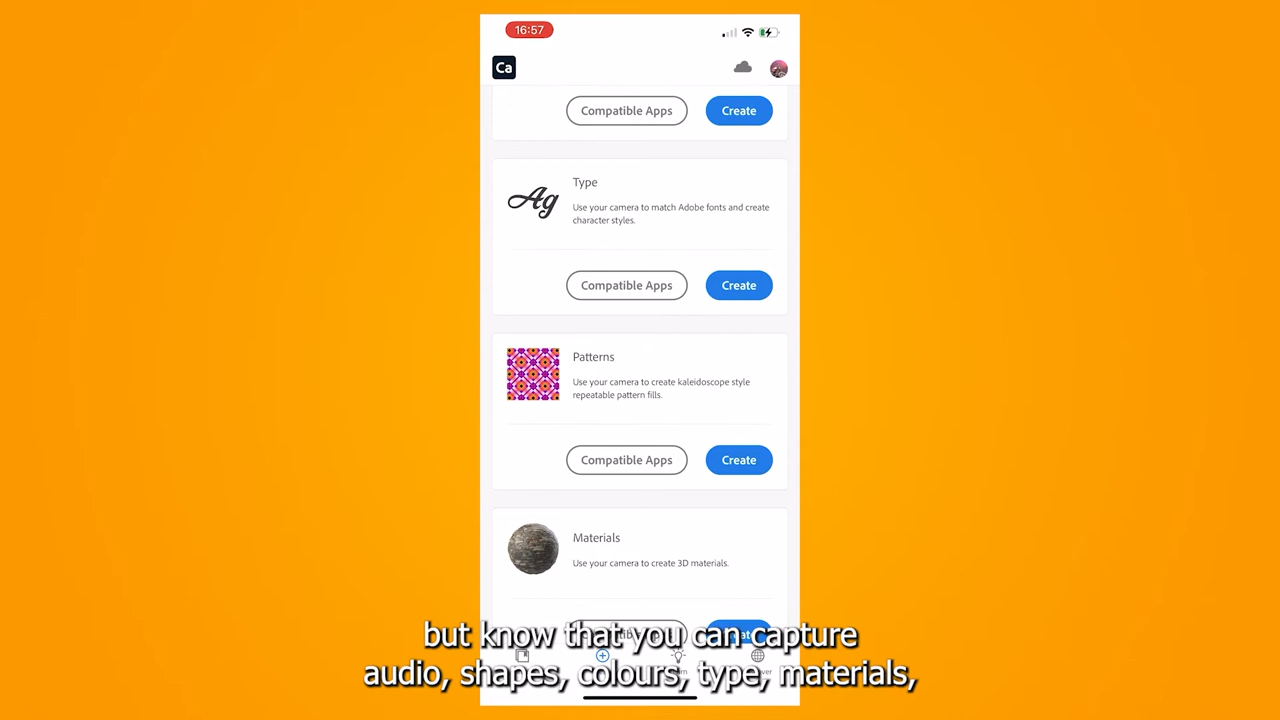 16:57
Ca
Compatible Apps
Create
Type
Use your camera to match Adobe fonts and create
character styles.
Compatible Apps
Create
Ag
Patterns
Use your camera to create kaleidoscope style
repeatable pattern fills.
Compatible Apps
Create
Materials
Use your camera to create 3D materials.
but know that you can capture
audio, shapes, colours, type, materials,